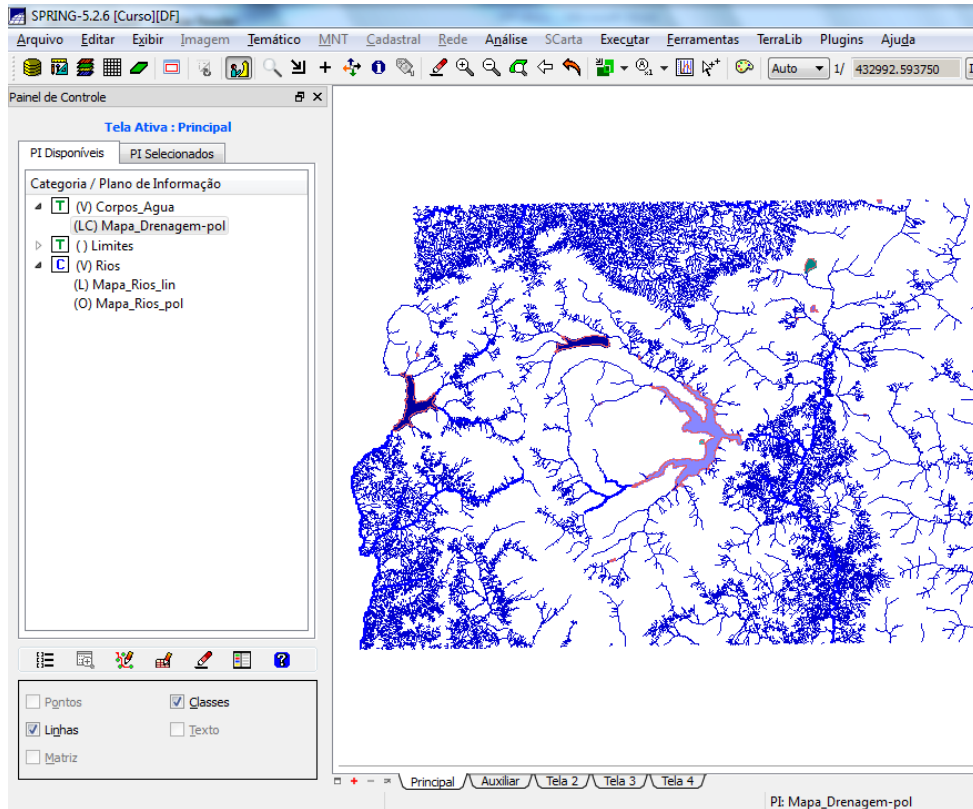 SPRING-5.2.6 [Curso][DF]
Arquivo Editar Exibir Imagem Temático MNT Cadastral Rede Análise SCarta Executar Ferramentas TerraLib Plugins Ajuda
Auto 1/ 432992.593750
Painel de Controle
Tela Ativa : Principal
PI Disponíveis PI Selecionados
Categoria / Plano de Informação
T (V) Corpos_Agua
(LC) Mapa_Drenagem-pol
T () Limites
C (V) Rios
(L) Mapa_Rios_lin
(O) Mapa_Rios_pol
Pontos Classes
Linhas Texto
Matriz
Principal Auxiliar Tela 2 Tela 3 Tela 4
PI: Mapa_Drenagem-pol